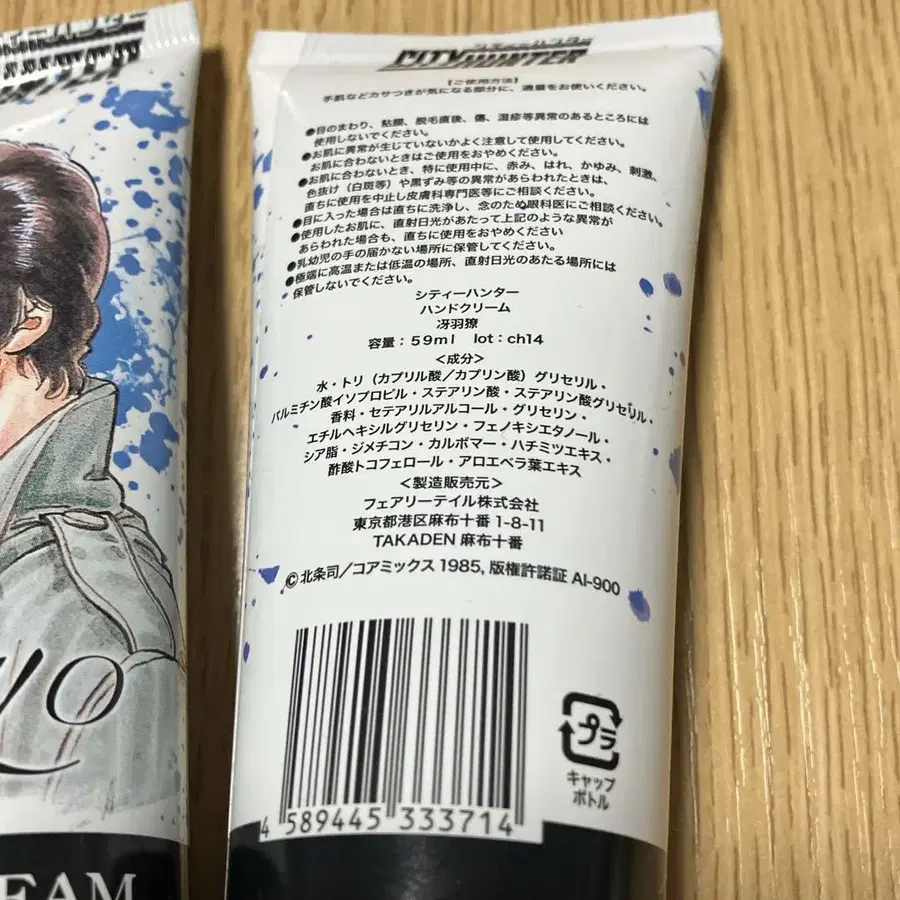 シティーハンター
CITY HUNTER
【ご使用方法】
手肌などカサつきが気になる部分に、適量をお使いください。
●目のまわり、粘膜、脱毛直後、傷、湿疹等異常のあるところには
使用しないでください。
●お肌に異常が生じていないかよく注意して使用してください。
お肌に合わないときはご使用をおやめください。
●お肌に合わないとき、特に使用中に、赤み、はれ、かゆみ、刺激、
色抜け（白斑等）や黒ずみ等の異常があらわれたときは、
直ちに使用を中止し皮膚科専門医等にご相談ください。
●目に入った場合は直ちに洗浄し、念のため眼科医にご相談ください。
●使用したお肌に、直射日光があたって上記のような異常が
あらわれた場合も、直ちに使用をおやめください
●乳幼児の手の届かない場所に保管してください。
●極端に高温または低温の場所、直射日光のあたる場所には
保管しないでください。
シティーハンター
ハンドクリーム
冴羽獠
容量：59ml lot：ch14
＜成分＞
水・トリ（カプリル酸／カプリン酸）グリセリル・
パルミチン酸イソプロピル・ステアリン酸・ステアリン酸グリセリル・
香料・セテアリルアルコール・グリセリン・
エチルヘキシルグリセリン・フェノキシエタノール・
シア脂・ジメチコン・カルボマー・ハチミツエキス・
酢酸トコフェロール・アロエベラ葉エキス
＜製造販売元＞
フェアリーテイル株式会社
東京都港区麻布十番1-8-11
TAKADEN 麻布十番
©北条司／コアミックス 1985, 版権許諾証 AI-900
4 589445 333714
プラ
キャップ
ボトル
yo
EAM